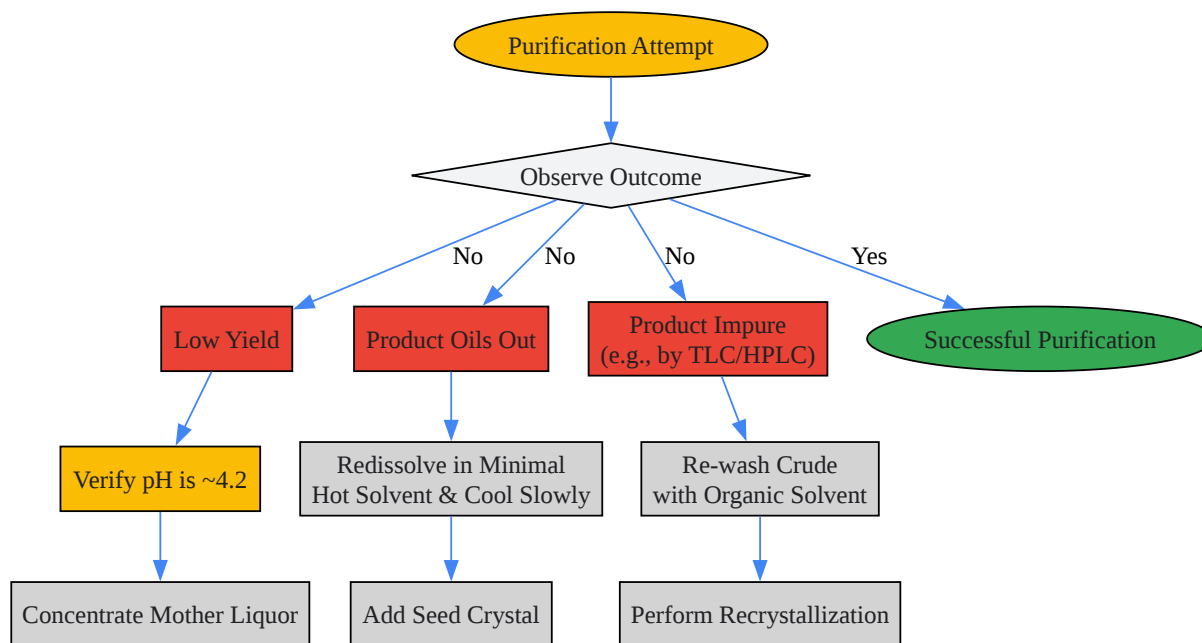 Purification Attempt
Observe Outcome
No
No
No
Yes
Low Yield
Product Oils Out
Product Impure
(e.g., by TLC/HPLC)
Successful Purification
Verify pH is ~4.2
Redissolve in Minimal
Hot Solvent & Cool Slowly
Re-wash Crude
with Organic Solvent
Concentrate Mother Liquor
Add Seed Crystal
Perform Recrystallization